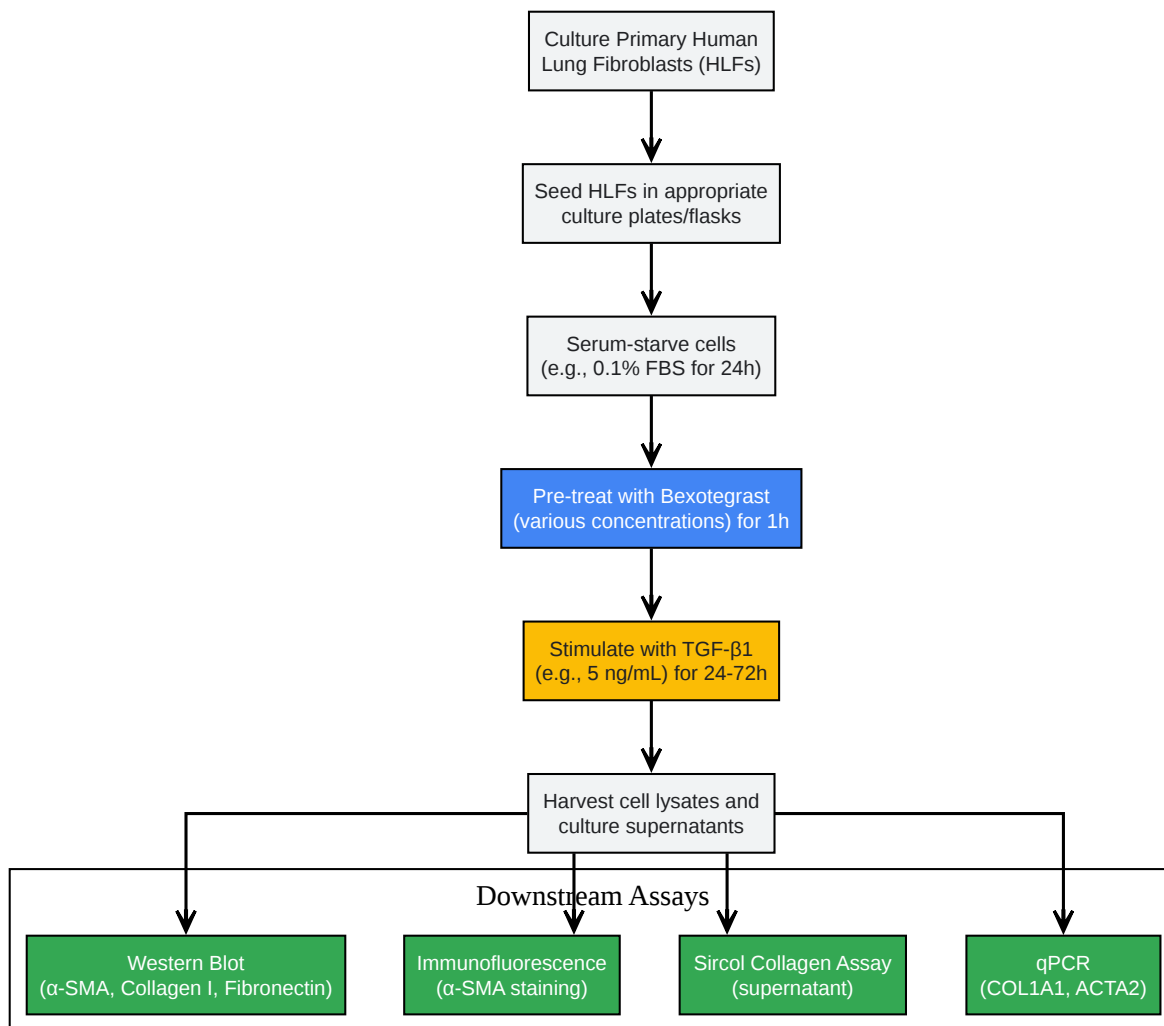 Culture Primary Human
Lung Fibroblasts (HLFs)
Seed HLFs in appropriate
culture plates/flasks
Serum-starve cells
(e.g., 0.1% FBS for 24h)
Pre-treat with Bexotegrast
(various concentrations) for 1h
Stimulate with TGF-β1
(e.g., 5 ng/mL) for 24-72h
Harvest cell lysates and
culture supernatants
Downstream Assays
Western Blot
(α-SMA, Collagen I, Fibronectin)
Immunofluorescence
(α-SMA staining)
Sircol Collagen Assay
(supernatant)
qPCR
(COL1A1, ACTA2)